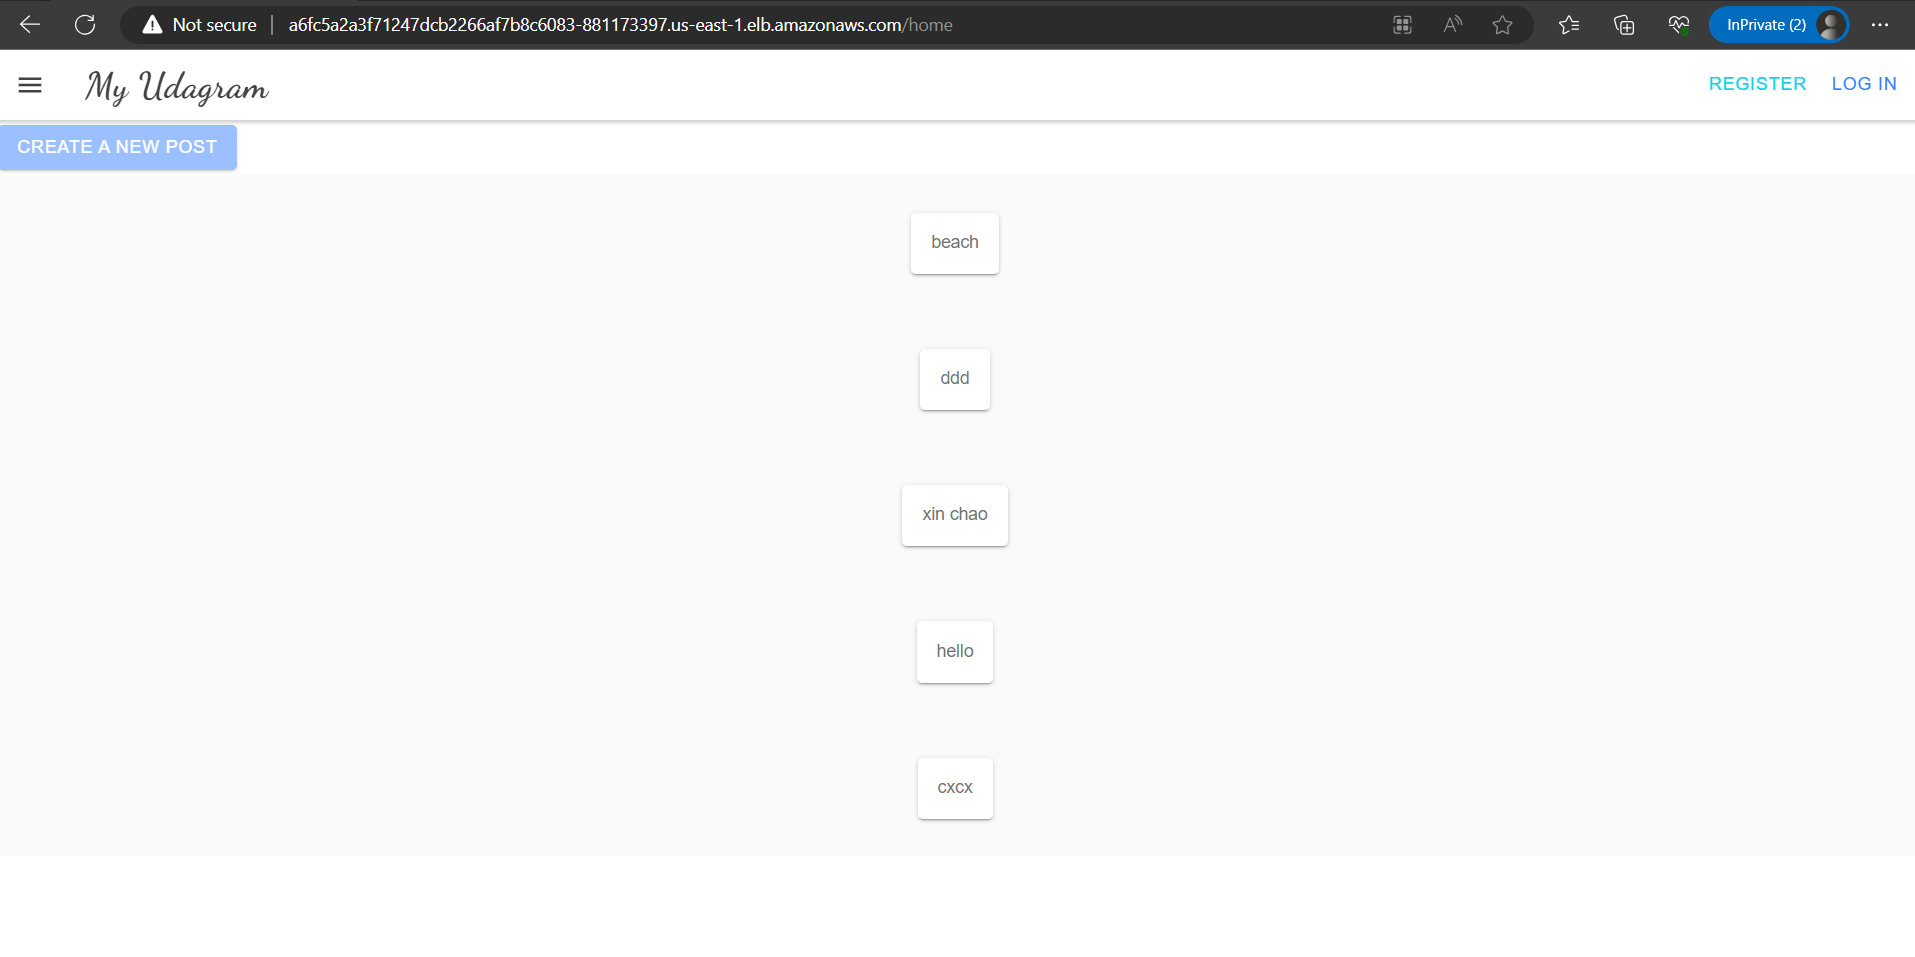 Not secure | a6fc5a2a3f71247dcb2266af7b8c6083-881173397.us-east-1.elb.amazonaws.com/home InPrivate (2)
My Udagram REGISTER LOG IN
CREATE A NEW POST
beach
ddd
xin chao
hello
cxcx